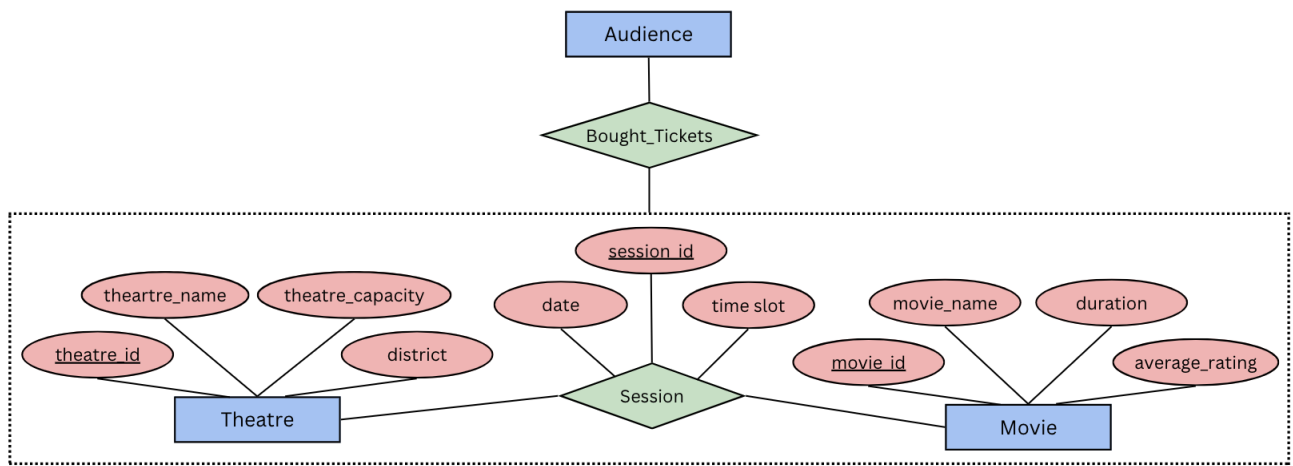 Audience
Bought_Tickets
session_id
theartre_name
theatre_capacity
date
time slot
movie_name
duration
theatre_id
district
movie_id
average_rating
Session
Theatre
Movie